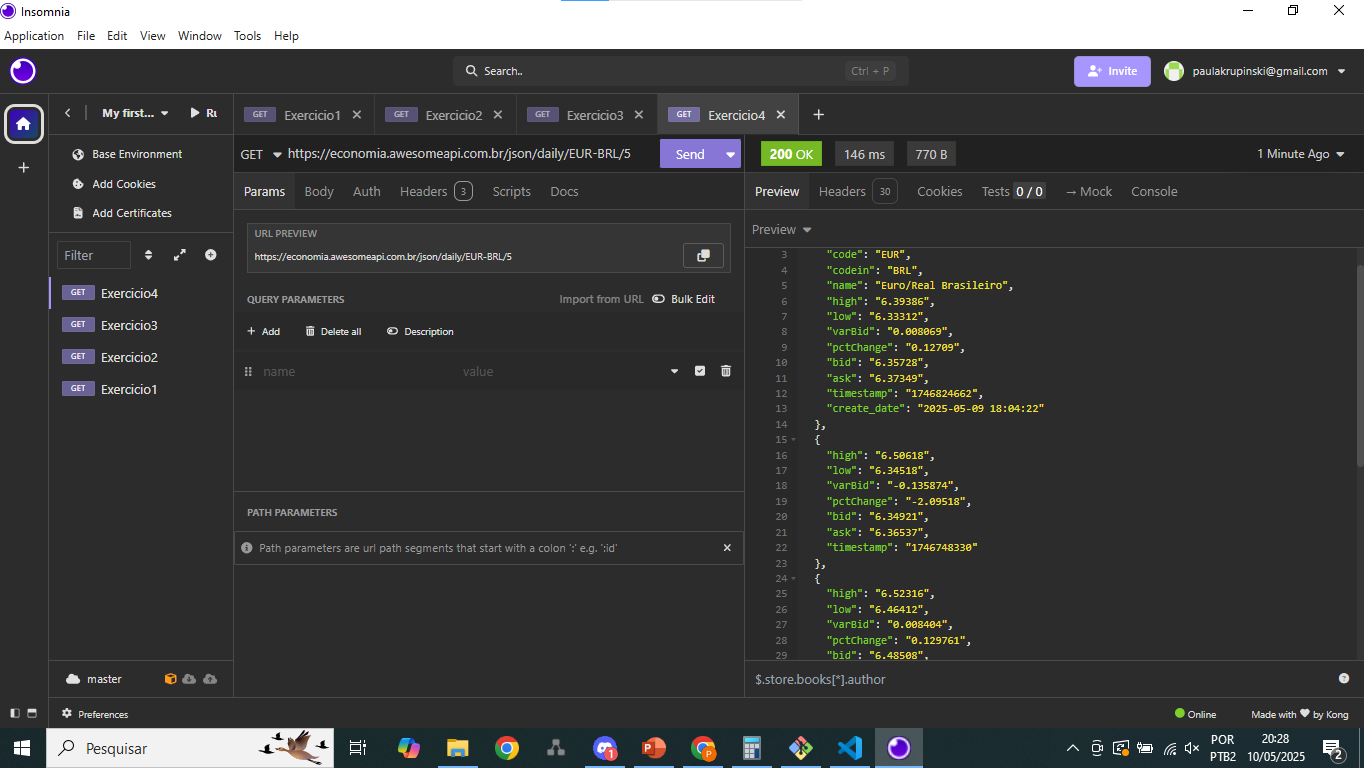 Insomnia
Application File Edit View Window Tools Help
Search.. Ctrl + P
Invite
paulakrupinski@gmail.com
My first...
Ru
GET Exercicio1
GET Exercicio2
GET Exercicio3
GET Exercicio4
Base Environment
Add Cookies
Add Certificates
Filter
GET Exercicio4
GET Exercicio3
GET Exercicio2
GET Exercicio1
master
GET https://economia.awesomeapi.com.br/json/daily/EUR-BRL/5 Send
Params Body Auth Headers 3 Scripts Docs
URL PREVIEW
https://economia.awesomeapi.com.br/json/daily/EUR-BRL/5
QUERY PARAMETERS Import from URL Bulk Edit
Add Delete all Description
name value
PATH PARAMETERS
Path parameters are url path segments that start with a colon ':' e.g. ':id'
200 OK 146 ms 770 B 1 Minute Ago
Preview Headers 30 Cookies Tests 0 / 0 → Mock Console
Preview
3 "code": "EUR",
4 "codein": "BRL",
5 "name": "Euro/Real Brasileiro",
6 "high": "6.39386",
7 "low": "6.33312",
8 "varBid": "0.008069",
9 "pctChange": "0.12709",
10 "bid": "6.35728",
11 "ask": "6.37349",
12 "timestamp": "1746824662",
13 "create_date": "2025-05-09 18:04:22"
14 },
15 {
16 "high": "6.50618",
17 "low": "6.34518",
18 "varBid": "-0.135874",
19 "pctChange": "-2.09518",
20 "bid": "6.34921",
21 "ask": "6.36537",
22 "timestamp": "1746748330"
23 },
24 {
25 "high": "6.52316",
26 "low": "6.46412",
27 "varBid": "0.008404",
28 "pctChange": "0.129761",
29 "bid": "6.48508",
$.store.books[*].author
Preferences
Online
Made with ♥ by Kong
Pesquisar
1
P
P
POR
PTB2
20:28
10/05/2025
2